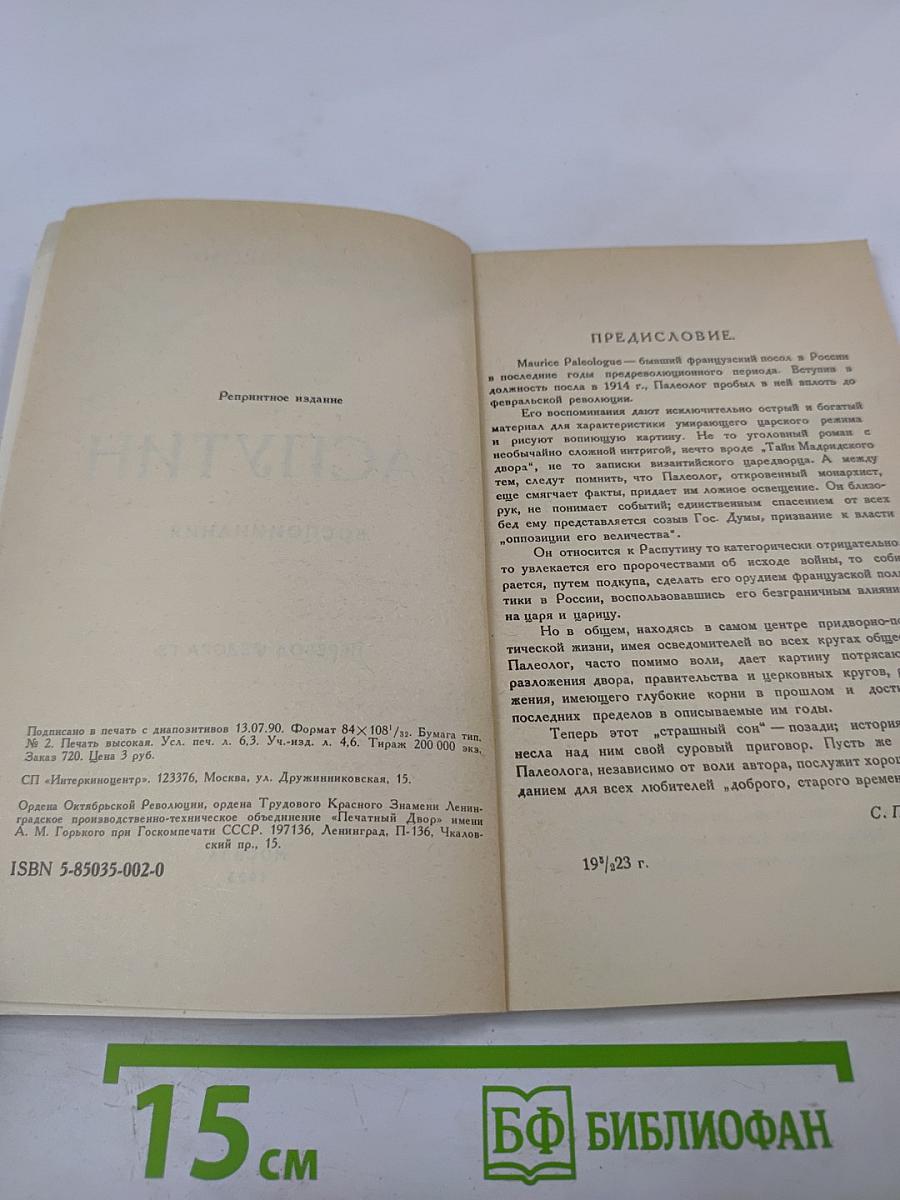 Репринтное издание
Подписано в печать с диапозитивов 13.07.90. Формат 84×108¹/₃₂. Бумага тип.
№ 2. Печать высокая. Усл. печ. л. 6,3. Уч.-изд. л. 4,6. Тираж 200 000 экз.
Заказ 720. Цена 3 руб.
СП «Интеркиноцентр». 123376, Москва, ул. Дружинниковская, 15.
Ордена Октябрьской Революции, ордена Трудового Красного Знамени Ленин-
градское производственно-техническое объединение «Печатный Двор» имени
А. М. Горького при Госкомпечати СССР. 197136, Ленинград, П-136, Чкалов-
ский пр., 15.
ISBN 5-85035-002-0
ПРЕДИСЛОВИЕ.
Maurice Paleologue — бывший французский посол в России
в последние годы предреволюционного периода. Вступив в
должность посла в 1914 г., Палеолог пробыл в ней вплоть до
февральской революции.
Его воспоминания дают исключительно острый и богатый
материал для характеристики умирающего царского режима
и рисуют вопиющую картину. Не то уголовный роман с
необычайно сложной интригой, нечто вроде „Тайн Мадридского
двора“, не то записки византийского царедворца. А между
тем, следут помнить, что Палеолог, откровенный монархист,
еще смягчает факты, придает им ложное освещение. Он близо-
рук, не понимает событий; единственным спасением от всех
бед ему представляется созыв Гос. Думы, призвание к власти
„оппозиции его величества“.
Он относится к Распутину то категорически отрицательно
то увлекается его пророчествами об исходе войны, то соби
рается, путем подкупа, сделать его орудием французской пол
тики в России, воспользовавшись его безграничным влияни
на царя и царицу.
Но в общем, находясь в самом центре придворно-по
тической жизни, имея осведомителей во всех кругах обще
Палеолог, часто помимо воли, дает картину потрясаю
разложения двора, правительства и церковных кругов,
жения, имеющего глубокие корни в прошлом и дости
последних пределов в описываемые им годы.
Теперь этот „страшный сон“ — позади; история
несла над ним свой суровый приговор. Пусть же
Палеолога, независимо от воли автора, послужит хорош
данием для всех любителей „доброго, старого времен
С. П
19⁵/₂23 г.
15 см
БФ БИБЛИОФАН